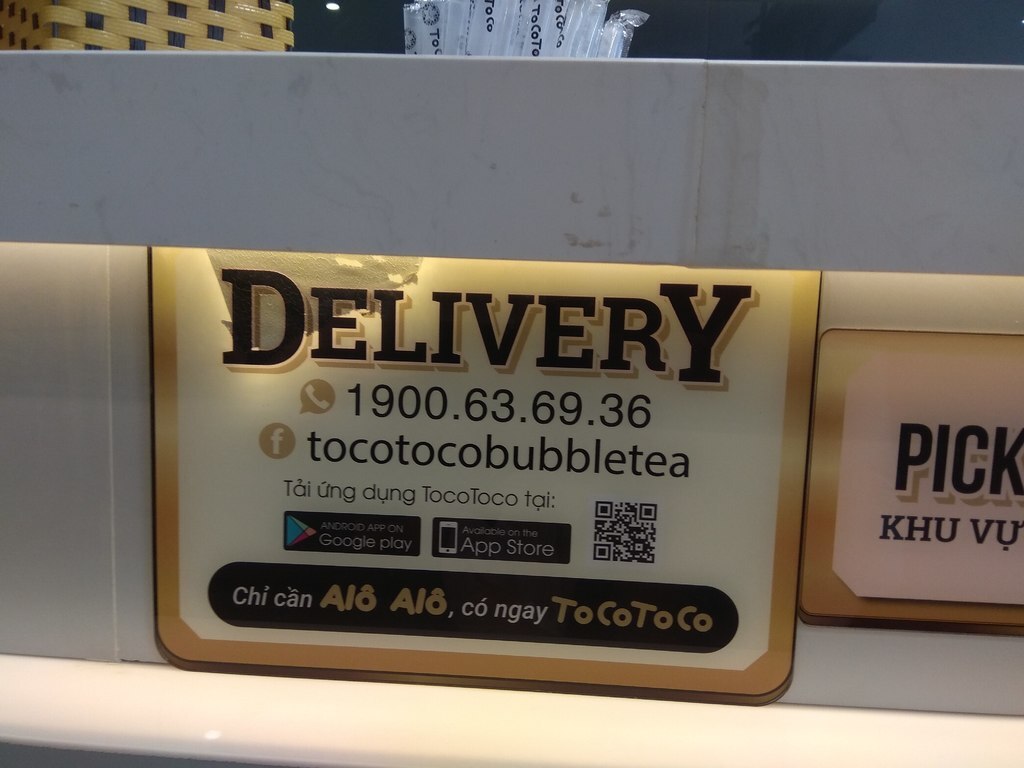 ToCoTo
DELIVERY
1900.63.69.36
tocotocobubbletea
Tải ứng dụng TocoToco tại:
ANDROID APP ON
Google play
Available on the
App Store
Chỉ cần Alô Alô, có ngay ToCoToCo
PICK
KHU VỰ